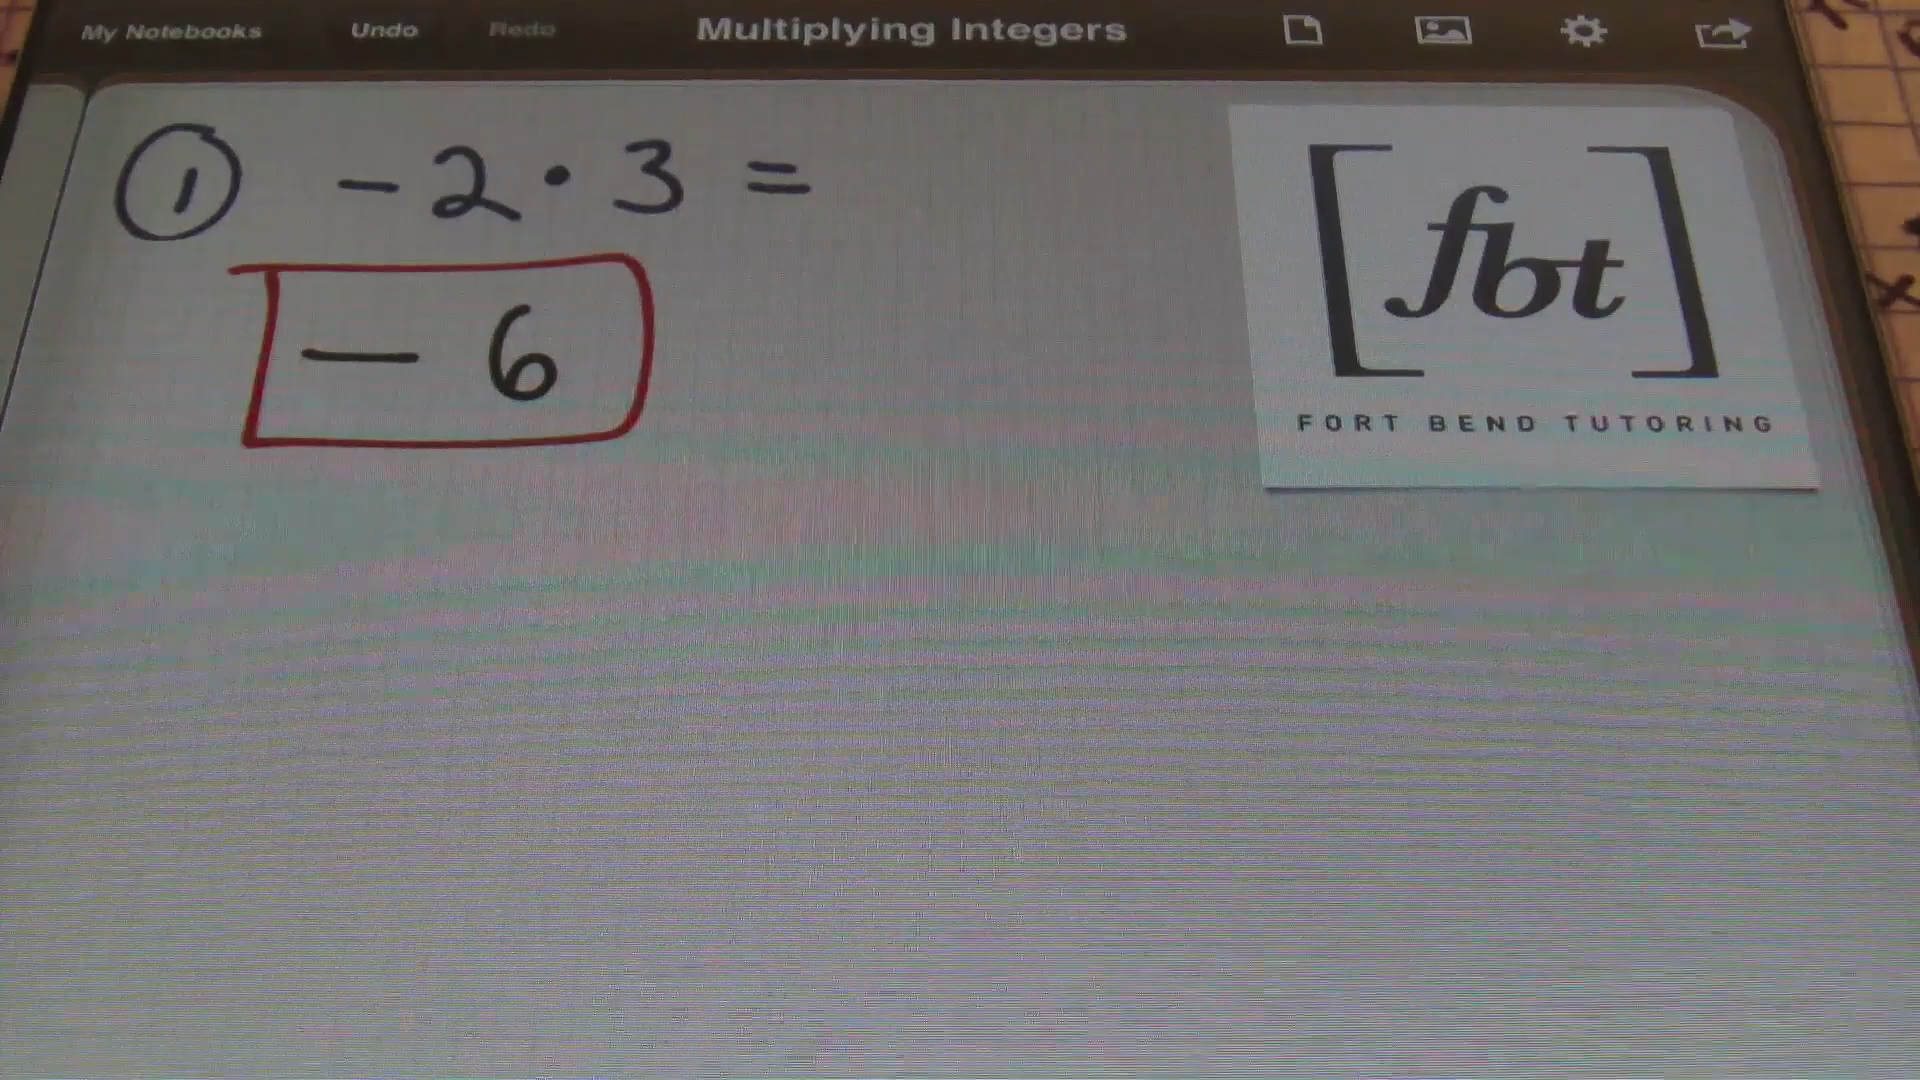 My Notebooks Undo Redo Multiplying Integers
① -2 · 3 =
- 6
[fbt]
FORT BEND TUTORING